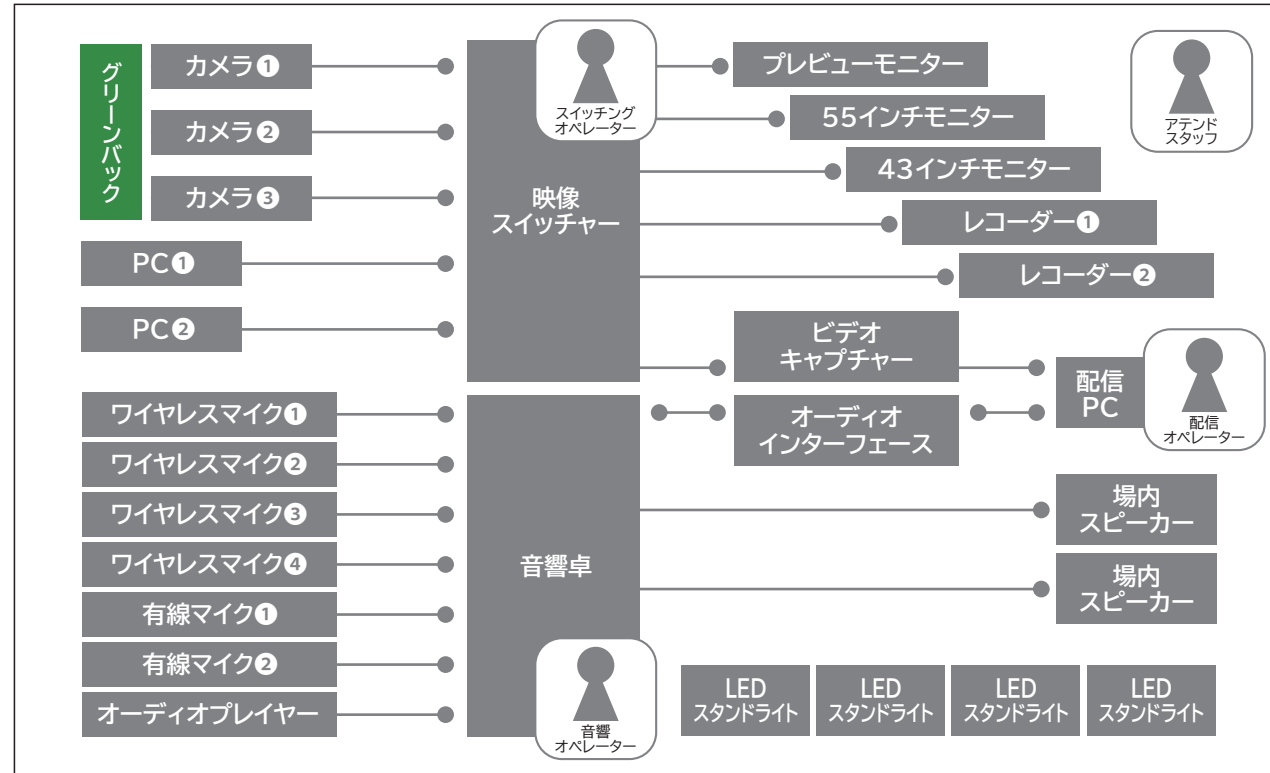 グリーンバック
カメラ❶
カメラ❷
カメラ❸
PC❶
PC❷
ワイヤレスマイク❶
ワイヤレスマイク❷
ワイヤレスマイク❸
ワイヤレスマイク❹
有線マイク❶
有線マイク❷
オーディオプレイヤー
スイッチング
オペレーター
映像
スイッチャー
音響卓
音響
オペレーター
プレビューモニター
55インチモニター
43インチモニター
レコーダー❶
レコーダー❷
ビデオ
キャプチャー
オーディオ
インターフェース
アテンド
スタッフ
配信
PC
配信
オペレーター
場内
スピーカー
場内
スピーカー
LED
スタンドライト
LED
スタンドライト
LED
スタンドライト
LED
スタンドライト